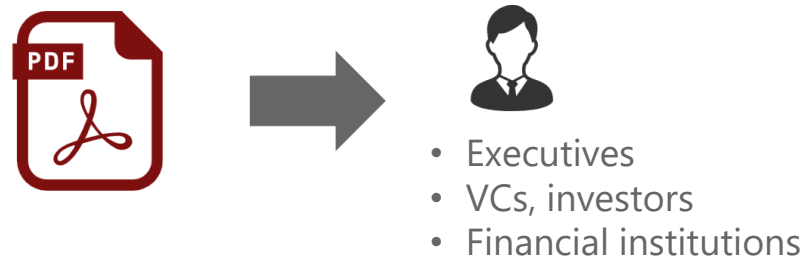 PDF
• Executives
• VCs, investors
• Financial institutions